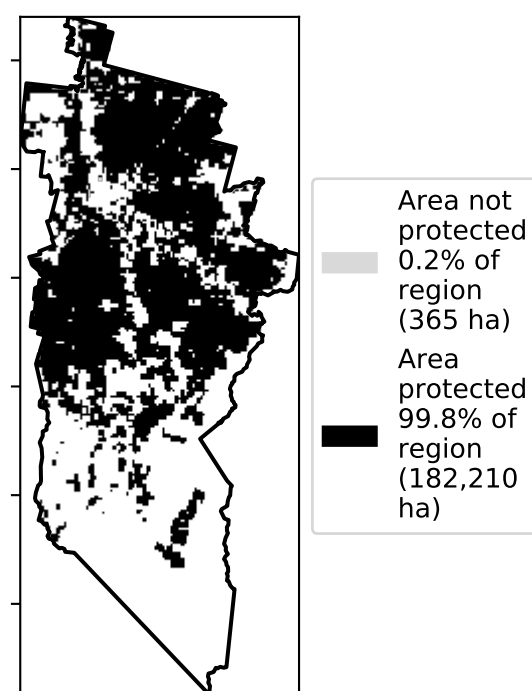 Area not
protected
0.2% of
region
(365 ha)
Area
protected
99.8% of
region
(182,210
ha)